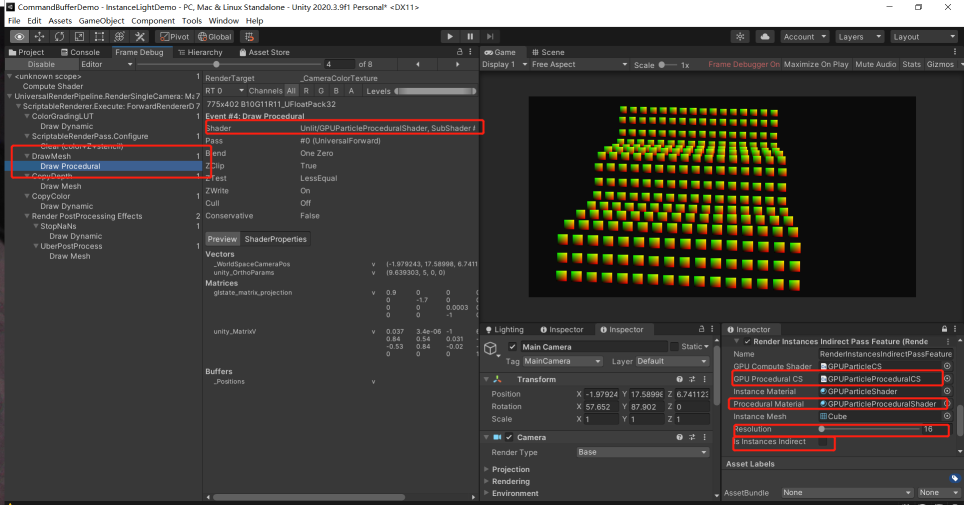 CommandBufferDemo - InstanceLightDemo - PC, Mac & Linux Standalone - Unity 2020.3.9f1 Personal* <DX11>
File Edit Assets GameObject Component Tools Window Help
Pivot Global Account Layers Layout
Project Console Frame Debug Hierarchy Asset Store
Disable Editor 4 of 8
<unknown scope> 1
Compute Shader
UniversalRenderPipeline.RenderSingleCamera: Ma 7
ScriptableRenderer.Execute: ForwardRendererD 7
ColorGradingLUT 1
Draw Dynamic
ScriptableRenderPass.Configure 1
Clear (color+Z+stencil)
DrawMesh 1
Draw Procedural
CopyDepth 1
Draw Mesh
CopyColor 1
Draw Dynamic
Render PostProcessing Effects 2
StopNaNs 1
Draw Dynamic
UberPostProcess 1
Draw Mesh
RenderTarget _CameraColorTexture
RT 0 Channels All R G B A Levels
775x402 B10G11R11_UFloatPack32
Event #4: Draw Procedural
Shader Unlit/GPUParticleProceduralShader, SubShader #
Pass #0 (UniversalForward)
Blend One Zero
ZClip True
ZTest LessEqual
ZWrite On
Cull Off
Conservative False
Preview ShaderProperties
Vectors
_WorldSpaceCameraPos v (-1.979243, 17.58998, 6.7411
unity_OrthoParams v (9.639303, 5, 0, 0)
Matrices
glstate_matrix_projection v 0.9 0 0
0 -1.7 0
0 0 0.0003
0 0 -1
unity_MatrixV v 0.037 3.4e-06 -1
0.84 0.54 0.031
-0.53 0.84 -0.02
0 0 0
Buffers
_Positions v
Game Scene
Display 1 Free Aspect Scale 1x Frame Debugger On Maximize On Play Mute Audio Stats Gizmos
Lighting Inspector Inspector
Main Camera Static
Tag MainCamera Layer Default
Transform
Position X -1.97924 Y 17.58998 Z 6.741123
Rotation X 57.652 Y 87.902 Z 0
Scale X 1 Y 1 Z 1
Camera
Render Type Base
Projection
Rendering
Environment
Inspector
Render Instances Indirect Pass Feature (Rende
Name RenderInstancesIndirectPassFeature
GPU Compute Shader GPUParticleCS
GPU Procedural CS GPUParticleProceduralCS
Instance Material GPUParticleShader
Procedural Material GPUParticleProceduralShader
Instance Mesh Cube
Resolution 16
Is Instances Indirect
Asset Labels
AssetBundle None None